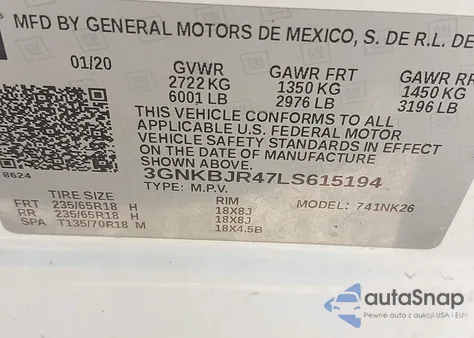 MFD BY GENERAL MOTORS DE MEXICO, S. DE R.L. DE
01/20 GVWR GAWR FRT GAWR RR
2722 KG 1350 KG 1450 KG
6001 LB 2976 LB 3196 LB
THIS VEHICLE CONFORMS TO ALL
APPLICABLE U.S. FEDERAL MOTOR
VEHICLE SAFETY STANDARDS IN EFFECT
ON THE DATE OF MANUFACTURE
SHOWN ABOVE.
8624 3GNKBJR47LS615194
TYPE: M.P.V.
TIRE SIZE RIM MODEL: 741NK26
FRT 235/65R18 H 18X8J
RR 235/65R18 H 18X8J
SPA T135/70R18 M 18X4.5B
autoSnap
Pewne auta z aukcji USA i EU